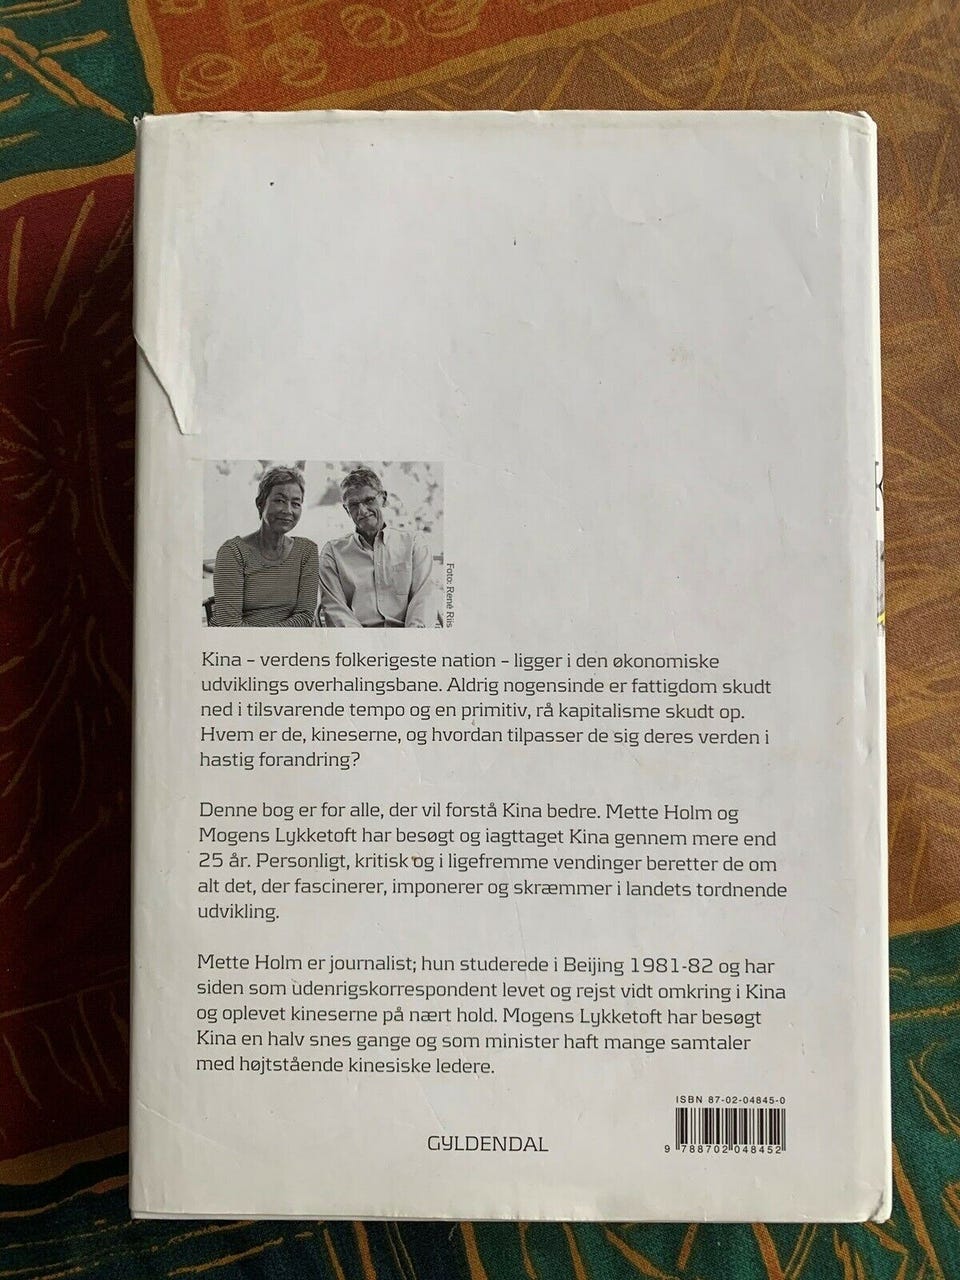 Foto: René Riis
Kina – verdens folkerigeste nation – ligger i den økonomiske
udviklings overhalingsbane. Aldrig nogensinde er fattigdom skudt
ned i tilsvarende tempo og en primitiv, rå kapitalisme skudt op.
Hvem er de, kineserne, og hvordan tilpasser de sig deres verden i
hastig forandring?
Denne bog er for alle, der vil forstå Kina bedre. Mette Holm og
Mogens Lykketoft har besøgt og iagttaget Kina gennem mere end
25 år. Personligt, kritisk og i ligefremme vendinger beretter de om
alt det, der fascinerer, imponerer og skræmmer i landets tordnende
udvikling.
Mette Holm er journalist; hun studerede i Beijing 1981-82 og har
siden som udenrigskorrespondent levet og rejst vidt omkring i Kina
og oplevet kineserne på nært hold. Mogens Lykketoft har besøgt
Kina en halv snes gange og som minister haft mange samtaler
med højtstående kinesiske ledere.
GYLDENDAL
ISBN 87-02-04845-0
9 788702 048452